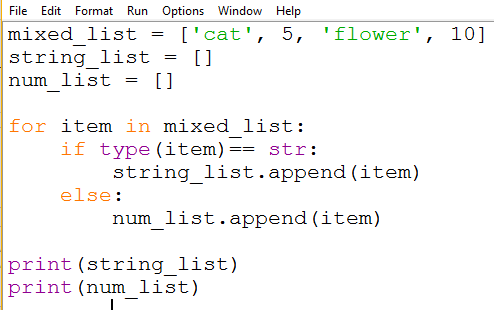 File Edit Format Run Options Window Help
mixed_list = ['cat', 5, 'flower', 10]
string_list = []
num_list = []

for item in mixed_list:
    if type(item)== str:
        string_list.append(item)
    else:
        num_list.append(item)

print(string_list)
print(num_list)